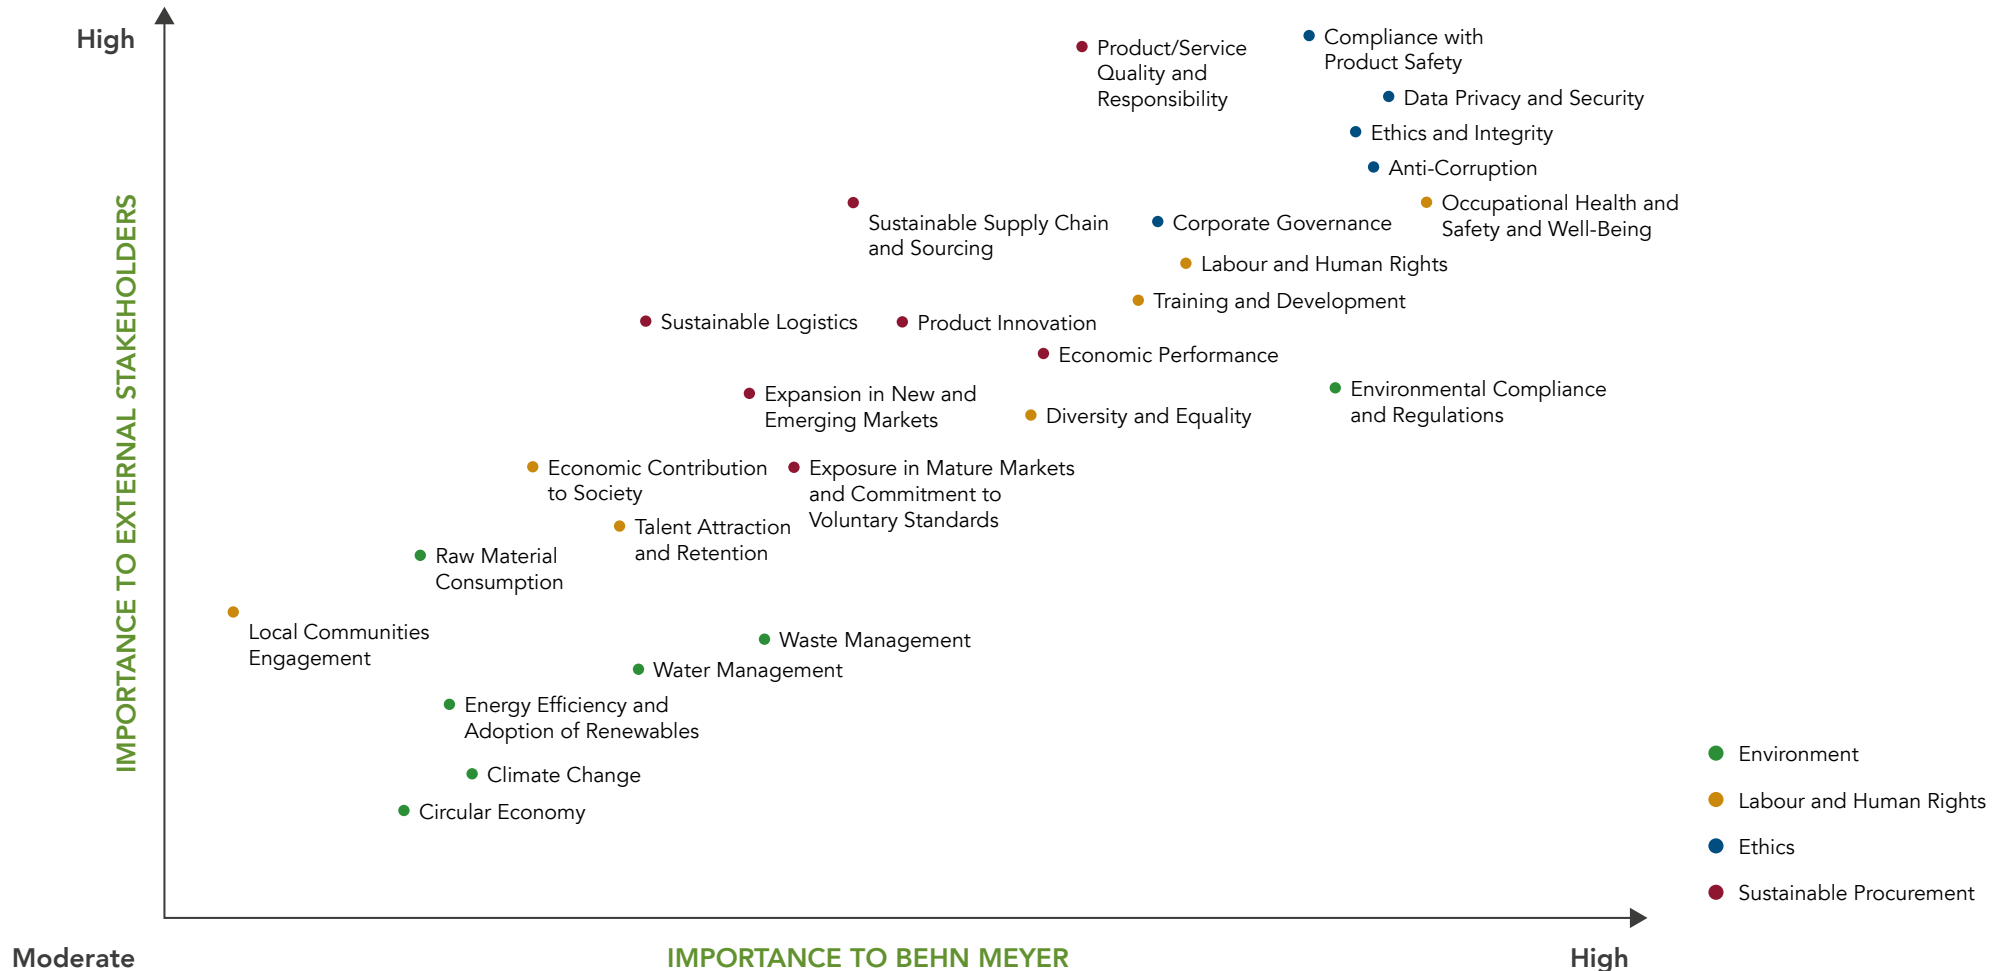 High
Product/Service
Quality and
Responsibility
Compliance with
Product Safety
Data Privacy and Security
Ethics and Integrity
Anti-Corruption
Occupational Health and
Safety and Well-Being
Sustainable Supply Chain
and Sourcing
Corporate Governance
Labour and Human Rights
Training and Development
Sustainable Logistics
Product Innovation
Economic Performance
Expansion in New and
Emerging Markets
Diversity and Equality
Environmental Compliance
and Regulations
Economic Contribution
to Society
Exposure in Mature Markets
and Commitment to
Voluntary Standards
Talent Attraction
and Retention
Raw Material
Consumption
Local Communities
Engagement
Waste Management
Water Management
Energy Efficiency and
Adoption of Renewables
Climate Change
Circular Economy
IMPORTANCE TO EXTERNAL STAKEHOLDERS
Environment
Labour and Human Rights
Ethics
Sustainable Procurement
Moderate
IMPORTANCE TO BEHN MEYER
High